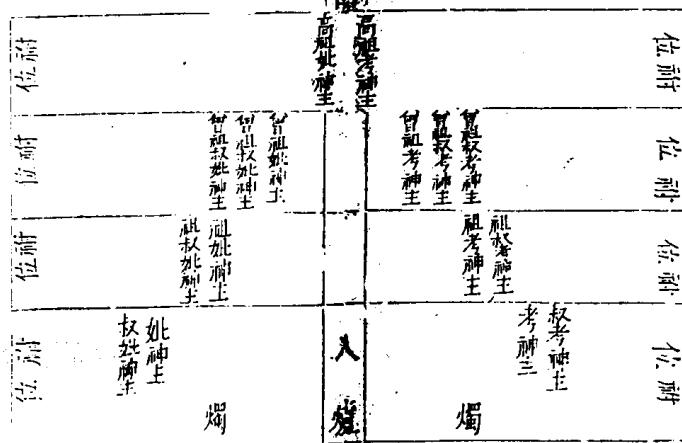 位祔
高祖考神主
高祖妣神主
祔位
位祔
曾祖叔考神主
曾祖叔考神主
曾祖考神主
曾祖妣神主
曾祖叔妣神主
曾祖叔妣神主
祔位
位祔
祖叔考神主
祖考神主
祖妣神主
祖叔妣神主
祔位
位祔
叔考神主
考神主
妣神主
叔妣神主
祔位
燭
燭